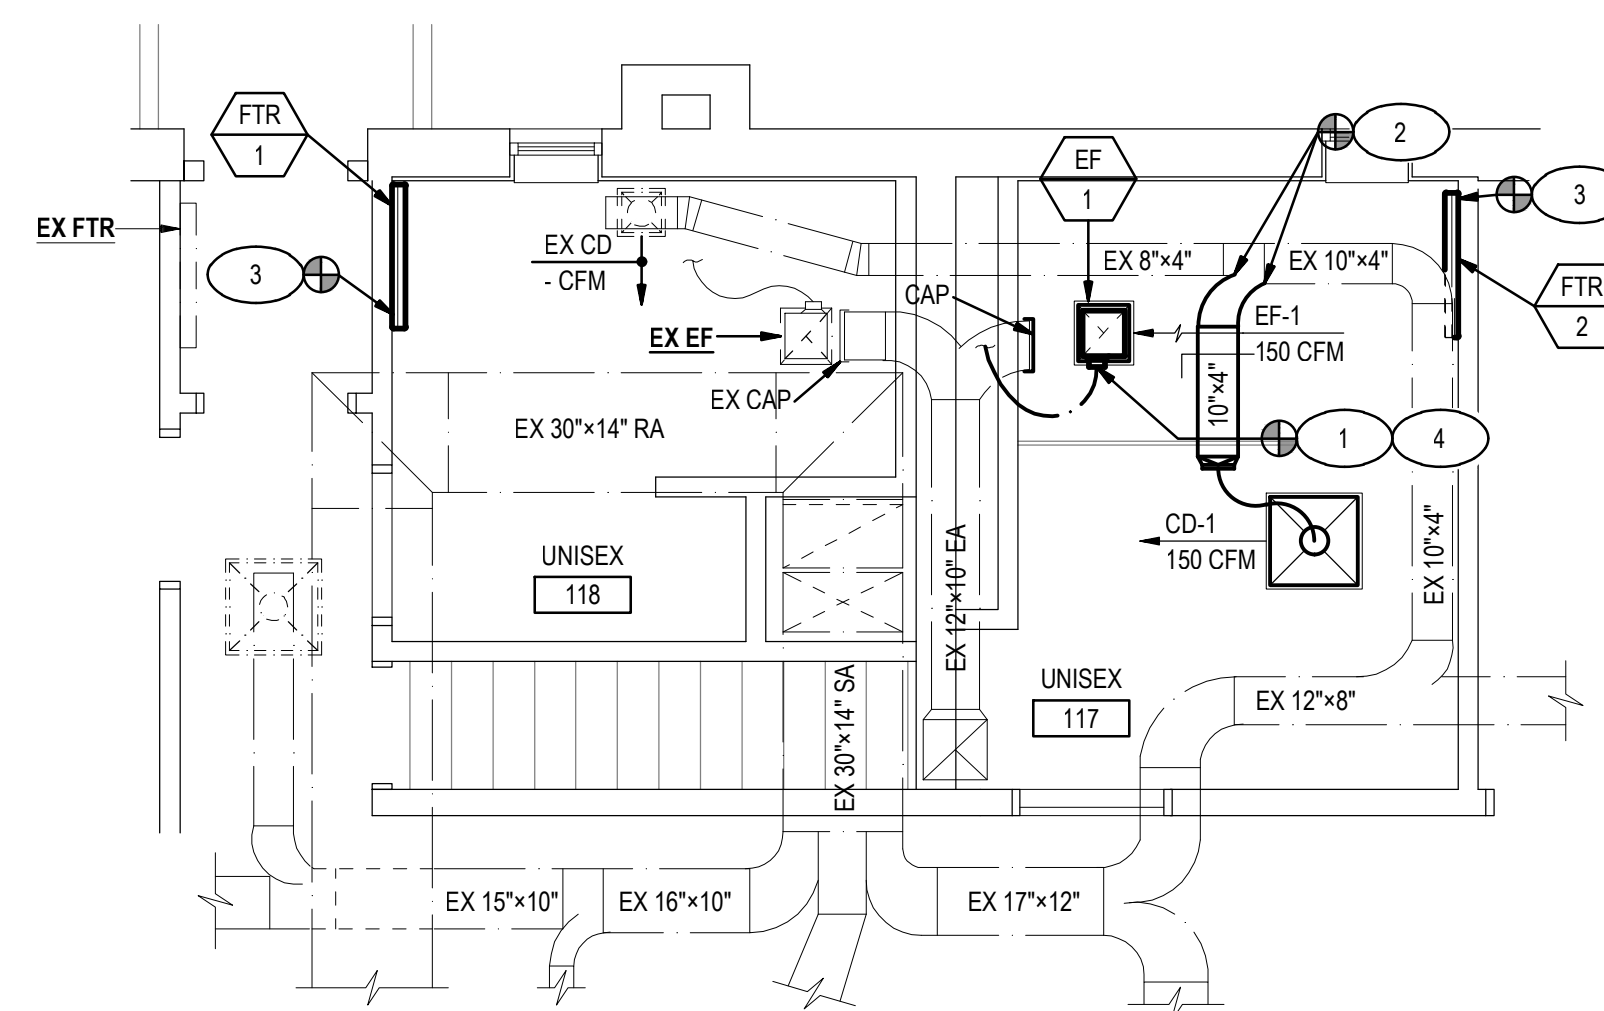 FTR
1
EF
1
2
3
EX FTR
3
EX CD
- CFM
EX 8"×4"
EX 10"×4"
FTR
2
CAP
EF-1
150 CFM
EX EF
EX CAP
10"×4"
EX 30"×14" RA
1
4
CD-1
150 CFM
EX 12"×10" EA
EX 10"×4"
UNISEX
118
UNISEX
117
EX 12"×8"
EX 30"×14" SA
EX 15"×10"
EX 16"×10"
EX 17"×12"